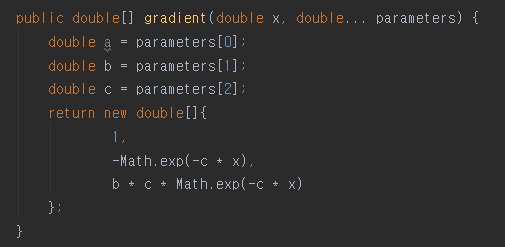 public double[] gradient(double x, double... parameters) {
    double a = parameters[0];
    double b = parameters[1];
    double c = parameters[2];
    return new double[]{
            1,
            -Math.exp(-c * x),
            b * c * Math.exp(-c * x)
    };
}